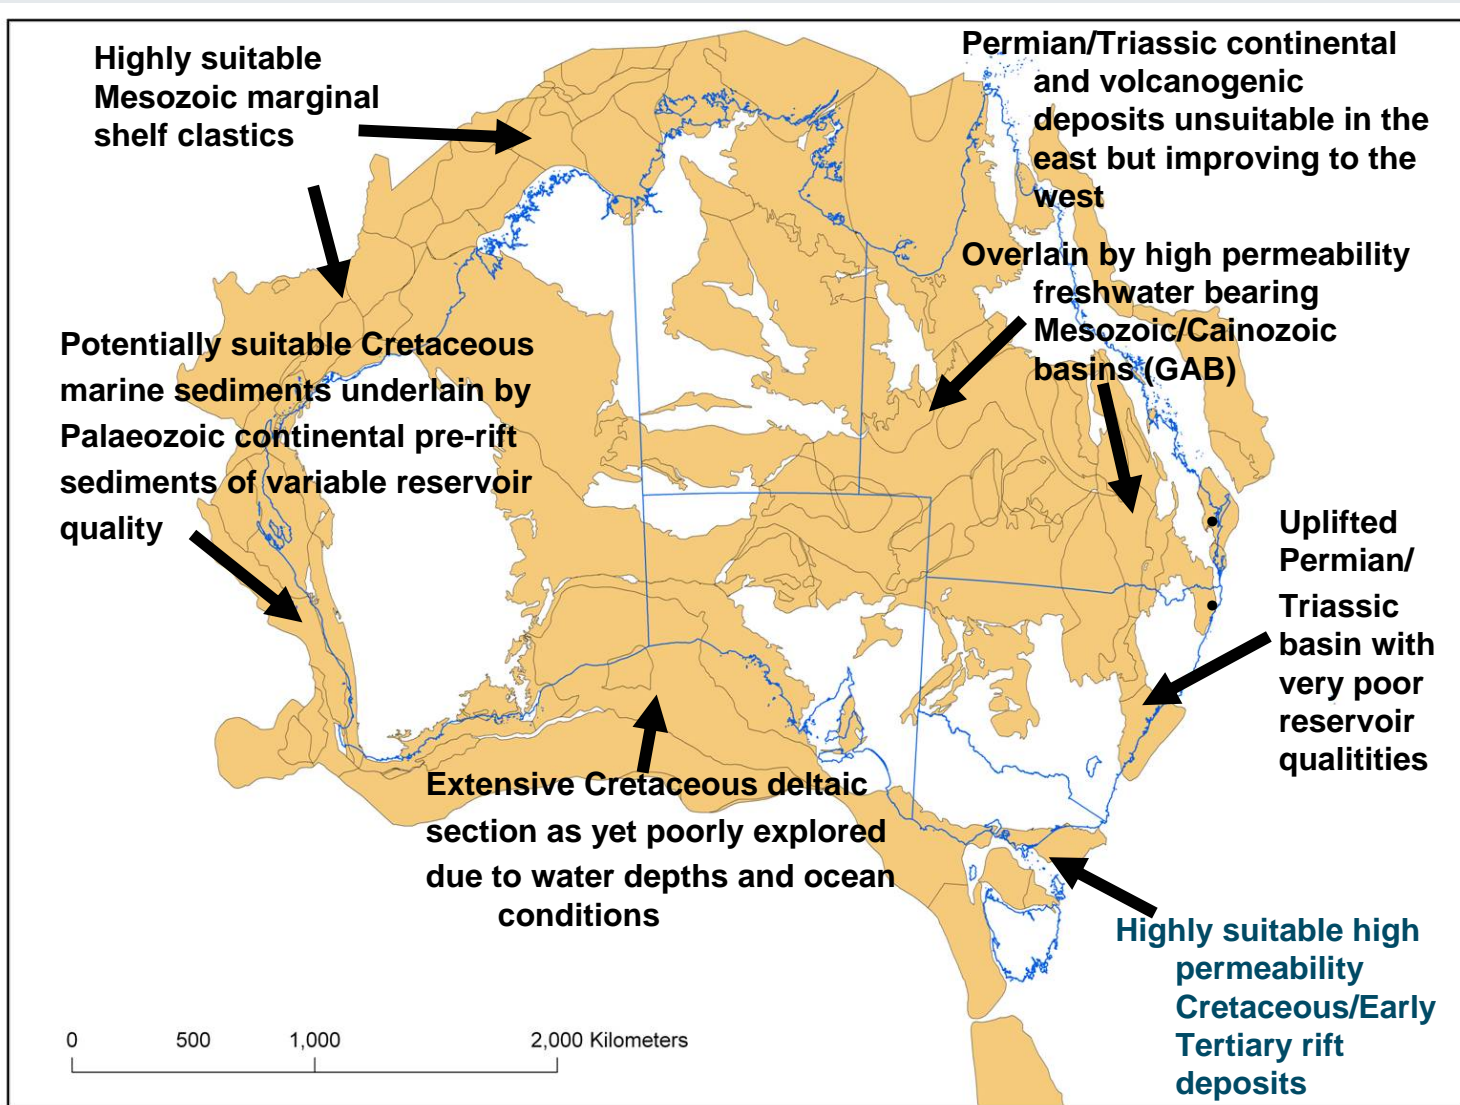 Highly suitable
Mesozoic marginal
shelf clastics
Permian/Triassic continental
and volcanogenic
deposits unsuitable in the
east but improving to the
west
Overlain by high permeability
freshwater bearing
Mesozoic/Cainozoic
basins (GAB)
Potentially suitable Cretaceous
marine sediments underlain by
Palaeozoic continental pre-rift
sediments of variable reservoir
quality
Uplifted
Permian/
Triassic
basin with
very poor
reservoir
qualitities
Extensive Cretaceous deltaic
section as yet poorly explored
due to water depths and ocean
conditions
Highly suitable high
permeability
Cretaceous/Early
Tertiary rift
deposits
0 500 1,000 2,000 Kilometers